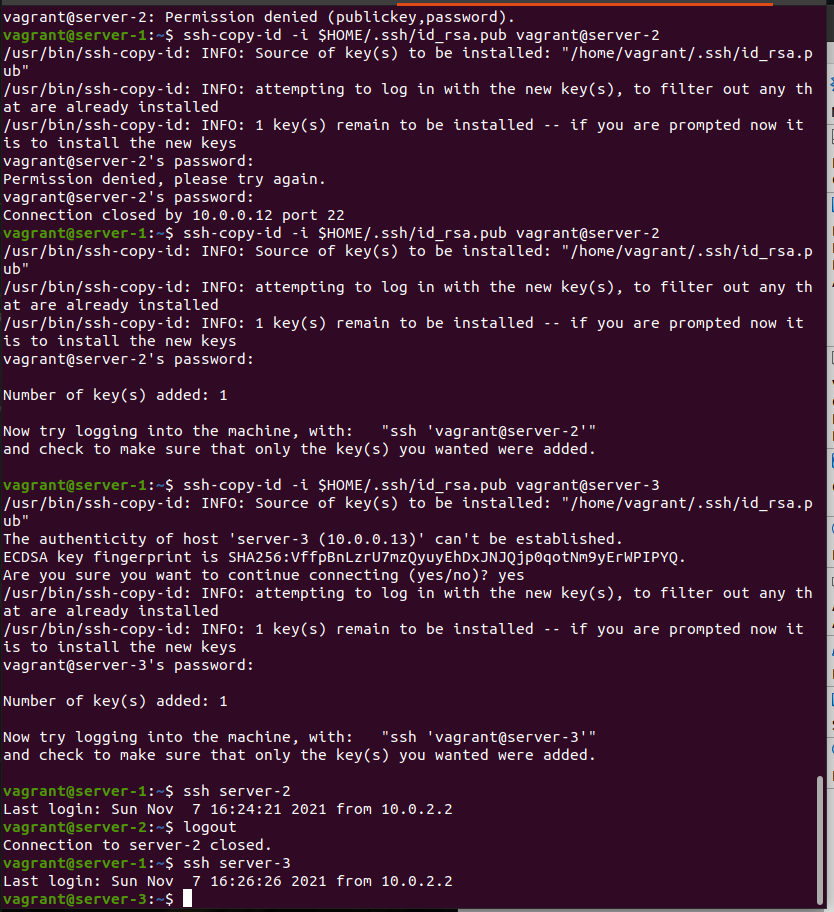 vagrant@server-2: Permission denied (publickey,password).
vagrant@server-1:~$ ssh-copy-id -i $HOME/.ssh/id_rsa.pub vagrant@server-2
/usr/bin/ssh-copy-id: INFO: Source of key(s) to be installed: "/home/vagrant/.ssh/id_rsa.p
ub"
/usr/bin/ssh-copy-id: INFO: attempting to log in with the new key(s), to filter out any th
at are already installed
/usr/bin/ssh-copy-id: INFO: 1 key(s) remain to be installed -- if you are prompted now it
is to install the new keys
vagrant@server-2's password:
Permission denied, please try again.
vagrant@server-2's password:
Connection closed by 10.0.0.12 port 22
vagrant@server-1:~$ ssh-copy-id -i $HOME/.ssh/id_rsa.pub vagrant@server-2
/usr/bin/ssh-copy-id: INFO: Source of key(s) to be installed: "/home/vagrant/.ssh/id_rsa.p
ub"
/usr/bin/ssh-copy-id: INFO: attempting to log in with the new key(s), to filter out any th
at are already installed
/usr/bin/ssh-copy-id: INFO: 1 key(s) remain to be installed -- if you are prompted now it
is to install the new keys
vagrant@server-2's password:
Number of key(s) added: 1
Now try logging into the machine, with:   "ssh 'vagrant@server-2'"
and check to make sure that only the key(s) you wanted were added.
vagrant@server-1:~$ ssh-copy-id -i $HOME/.ssh/id_rsa.pub vagrant@server-3
/usr/bin/ssh-copy-id: INFO: Source of key(s) to be installed: "/home/vagrant/.ssh/id_rsa.p
ub"
The authenticity of host 'server-3 (10.0.0.13)' can't be established.
ECDSA key fingerprint is SHA256:VffpBnLzrU7mzQyuyEhDxJNJQjp0qotNm9yErWPIPYQ.
Are you sure you want to continue connecting (yes/no)? yes
/usr/bin/ssh-copy-id: INFO: attempting to log in with the new key(s), to filter out any th
at are already installed
/usr/bin/ssh-copy-id: INFO: 1 key(s) remain to be installed -- if you are prompted now it
is to install the new keys
vagrant@server-3's password:
Number of key(s) added: 1
Now try logging into the machine, with:   "ssh 'vagrant@server-3'"
and check to make sure that only the key(s) you wanted were added.
vagrant@server-1:~$ ssh server-2
Last login: Sun Nov  7 16:24:21 2021 from 10.0.2.2
vagrant@server-2:~$ logout
Connection to server-2 closed.
vagrant@server-1:~$ ssh server-3
Last login: Sun Nov  7 16:26:26 2021 from 10.0.2.2
vagrant@server-3:~$